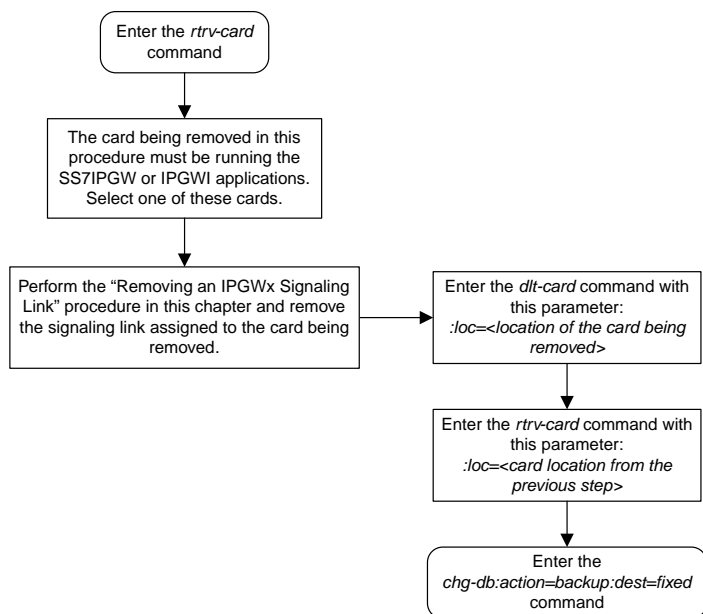 Enter the rtrv-card
command
The card being removed in this
procedure must be running the
SS7IPGW or IPGWI applications.
Select one of these cards.
Perform the “Removing an IPGWx Signaling
Link” procedure in this chapter and remove
the signaling link assigned to the card being
removed.
Enter the dlt-card command with
this parameter:
:loc=<location of the card being
removed>
Enter the rtrv-card command with
this parameter:
:loc=<card location from the
previous step>
Enter the
chg-db:action=backup:dest=fixed
command